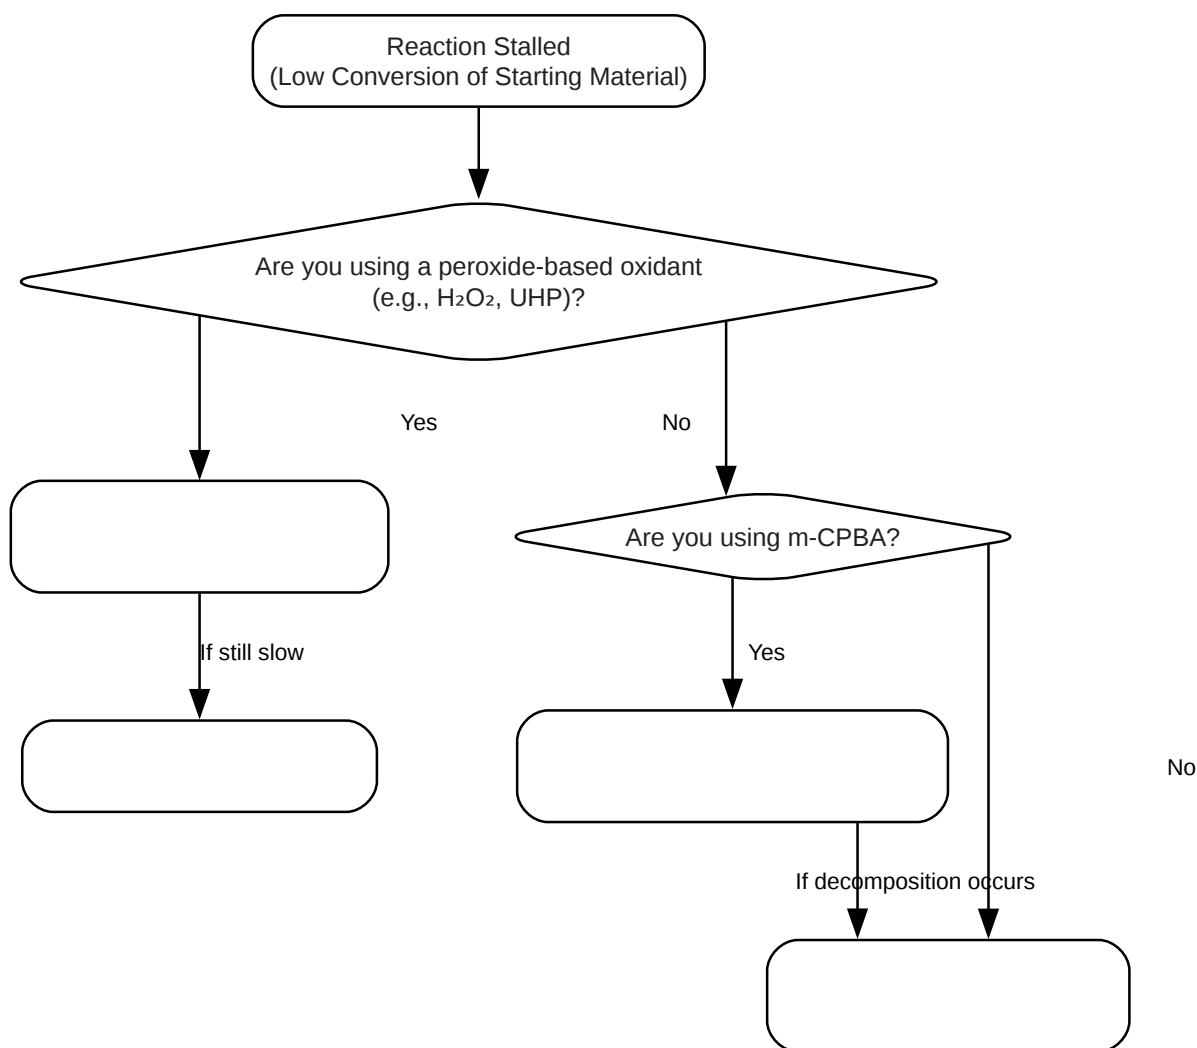 Reaction Stalled
(Low Conversion of Starting Material)
Are you using a peroxide-based oxidant
(e.g., H₂O₂, UHP)?
Yes
No
Are you using m-CPBA?
If still slow
Yes
No
If decomposition occurs